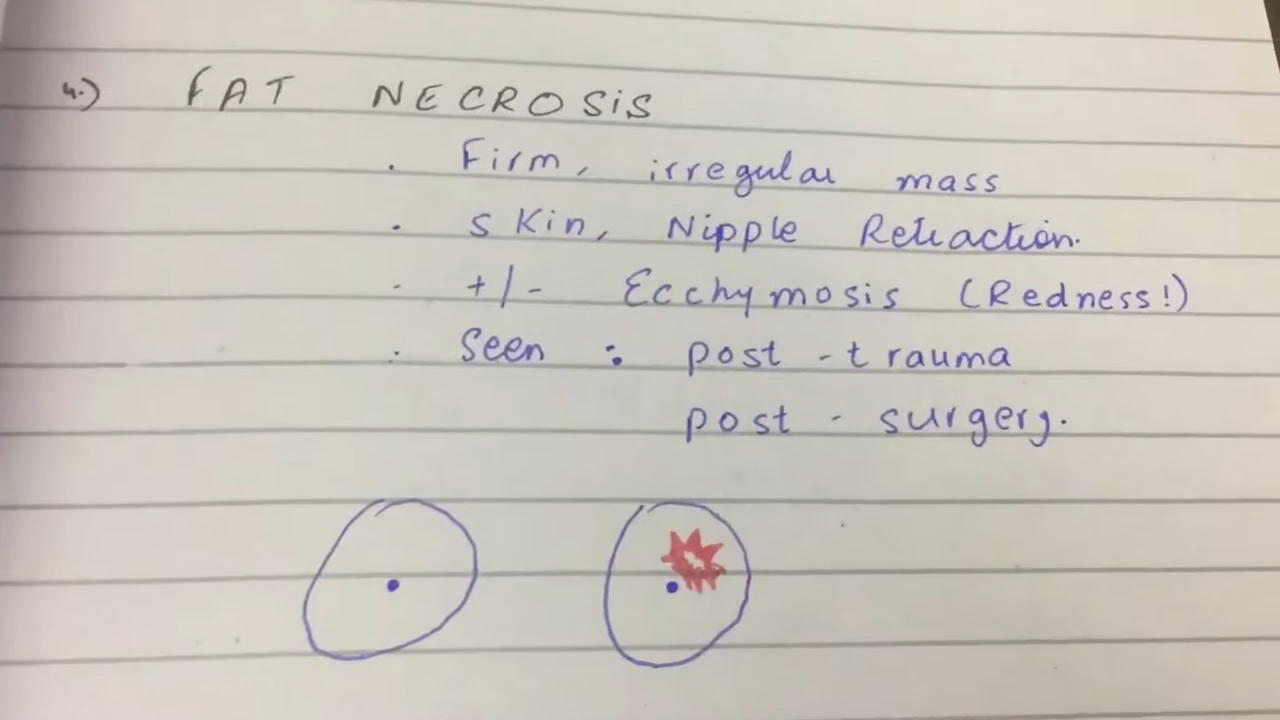 4.) FAT NECROSIS
. Firm, irregular mass
. Skin, Nipple Retraction.
. +/- Ecchymosis (Redness!)
. Seen : post - trauma
post - surgery.